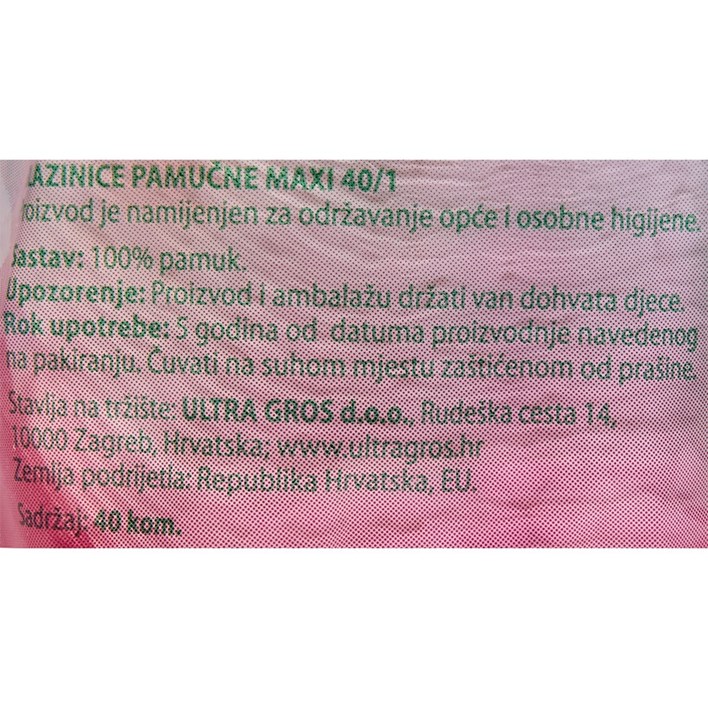 LAZINICE PAMUČNE MAXI 40/1
roizvod je namijenjen za održavanje opće i osobne higijene.
Sastav: 100% pamuk.
Upozorenje: Proizvod i ambalažu držati van dohvata djece.
Rok upotrebe: 5 godina od datuma proizvodnje navedenog
na pakiranju. Čuvati na suhom mjestu zaštićenom od prašine.
Stavlja na tržište: ULTRA GROS d.o.o., Rudeška cesta 14,
10000 Zagreb, Hrvatska; www.ultragros.hr
Zemlja podrijetla: Republika Hrvatska, EU.
Sadržaj: 40 kom.